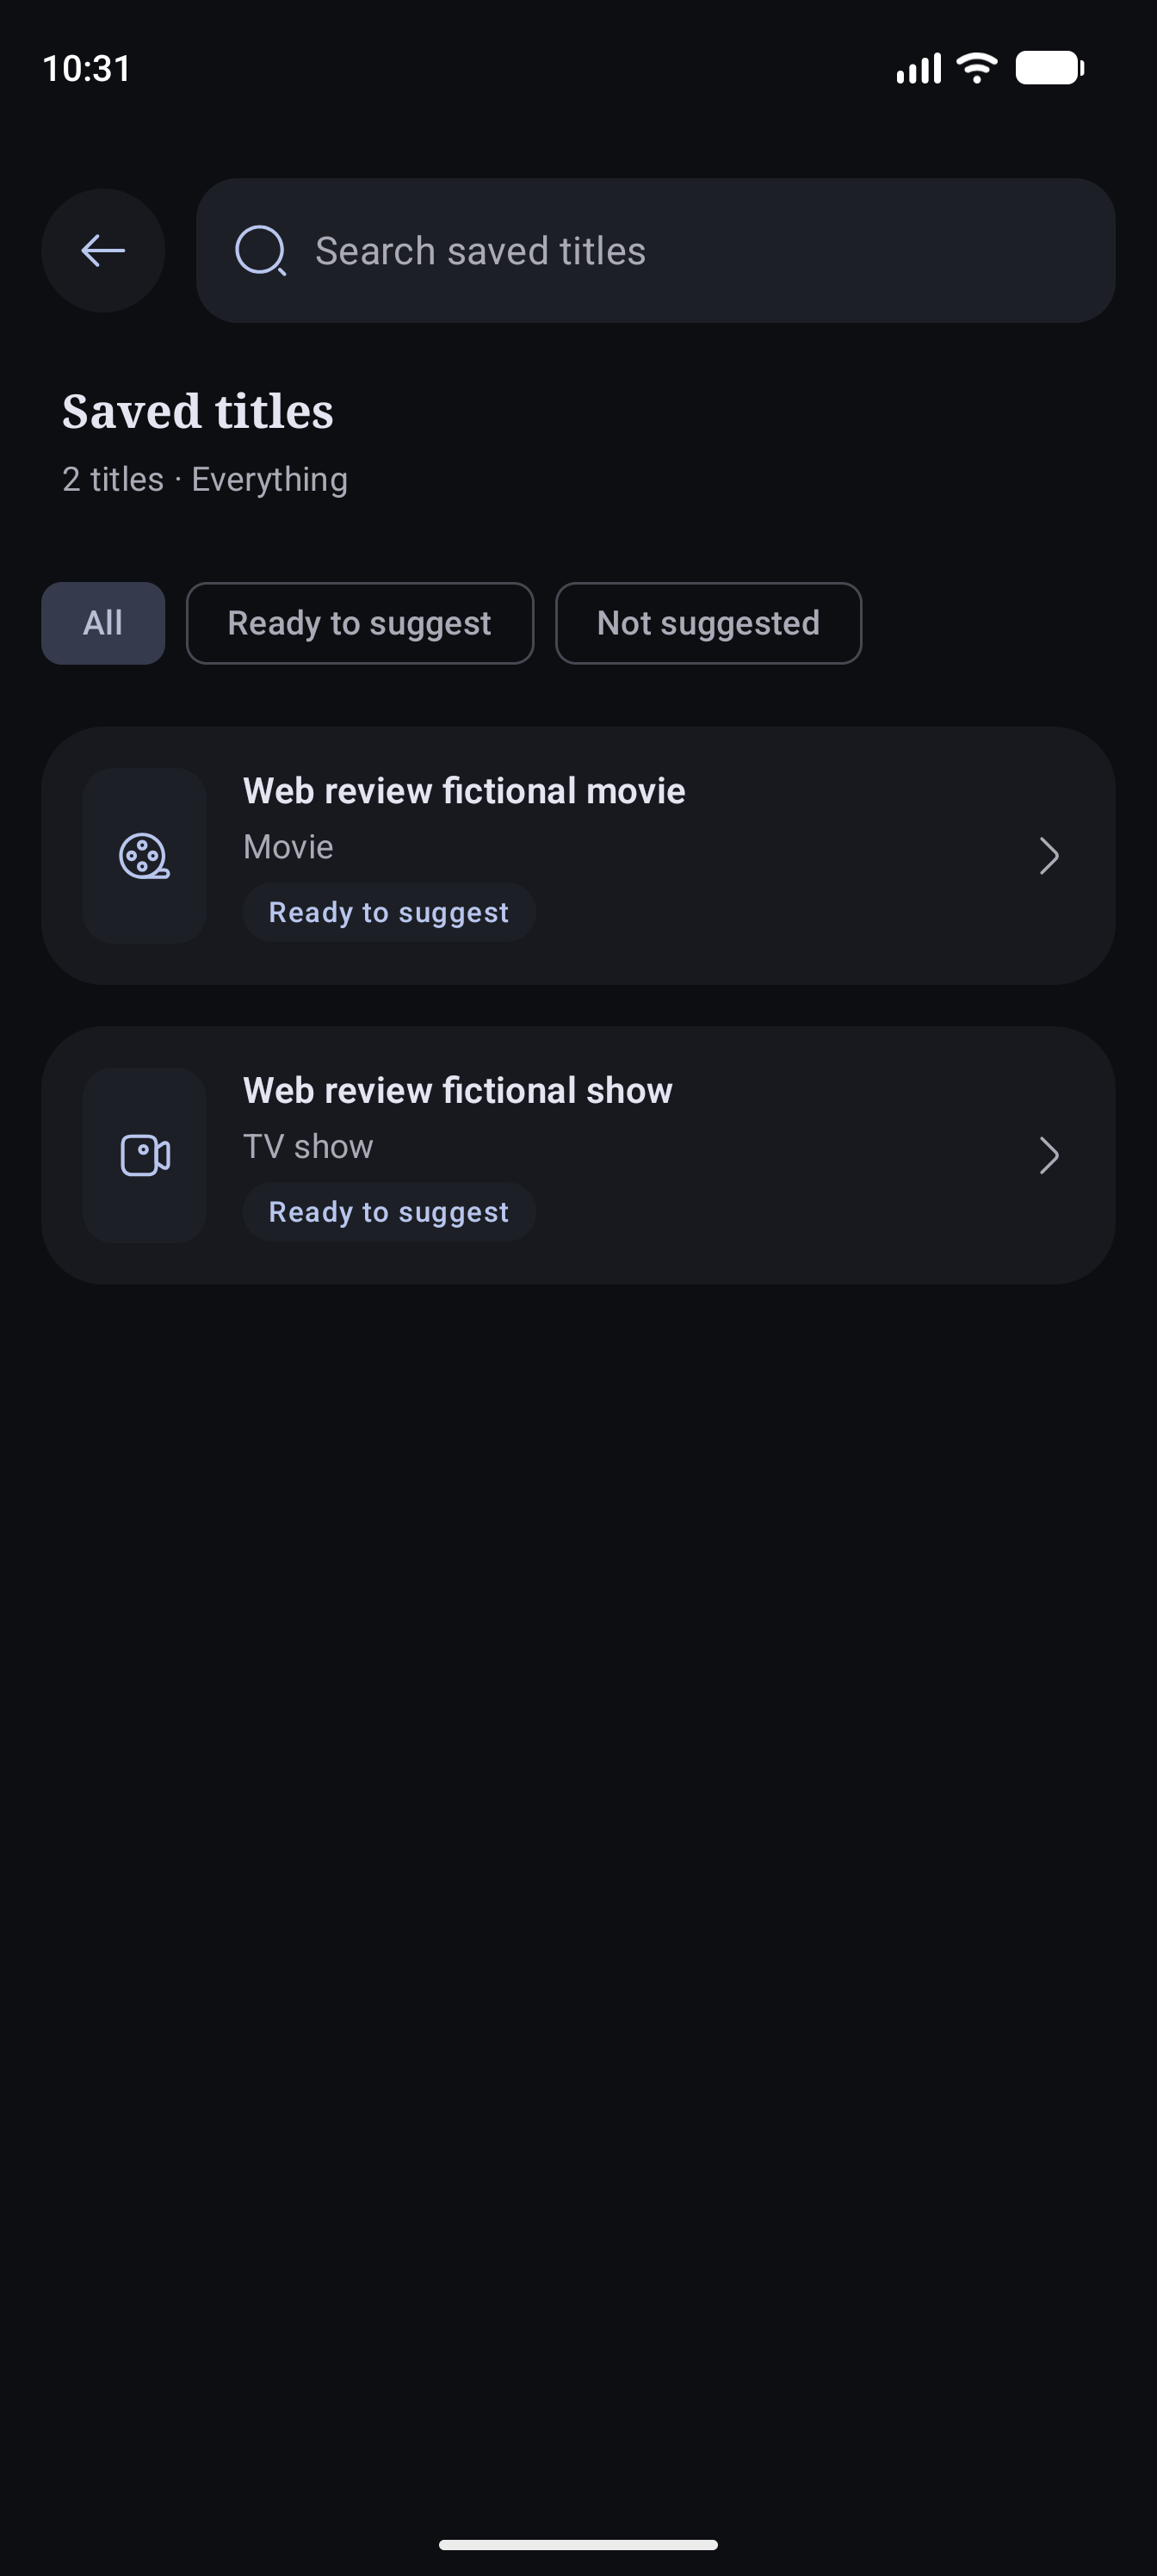 10:31
Search saved titles
Saved titles
2 titles · Everything
All
Ready to suggest
Not suggested
Web review fictional movie
Movie
Ready to suggest
Web review fictional show
TV show
Ready to suggest